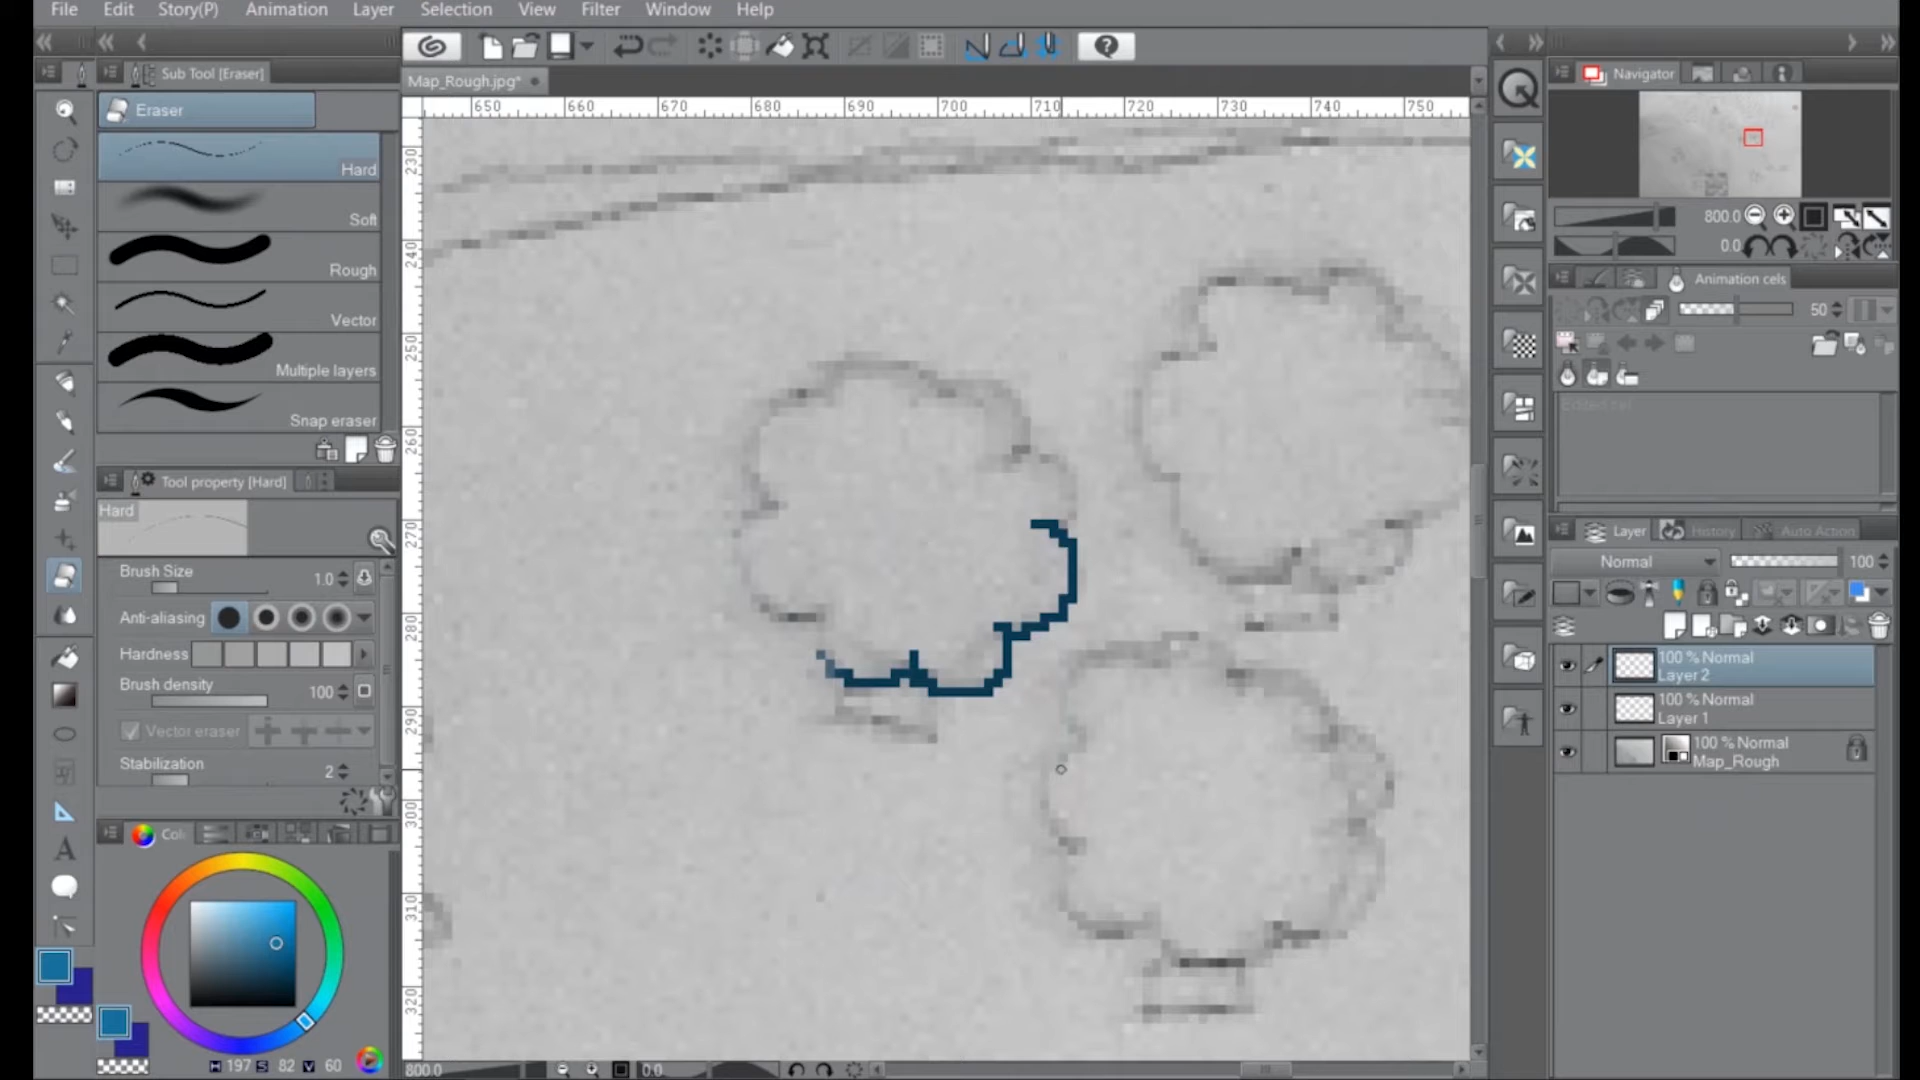 File Edit Story(P) Animation Layer Selection View Filter Window Help
Sub Tool [Eraser]
Eraser
Hard
Soft
Rough
Vector
Multiple layers
Snap eraser
Tool property [Hard]
Hard
Brush Size 1.0
Anti-aliasing
Hardness
Brush density 100
Vector eraser
Stabilization 2
Col
H 197 S 82 V 60
Map_Rough.jpg*
650 660 670 680 690 700 710 720 730 740 750
230
240
250
260
270
280
290
300
310
320
800.0 0.0
Navigator
800.0
0.0
Animation cels
50
Layer History Auto Action
Normal 100
100 % Normal
Layer 2
100 % Normal
Layer 1
100 % Normal
Map_Rough